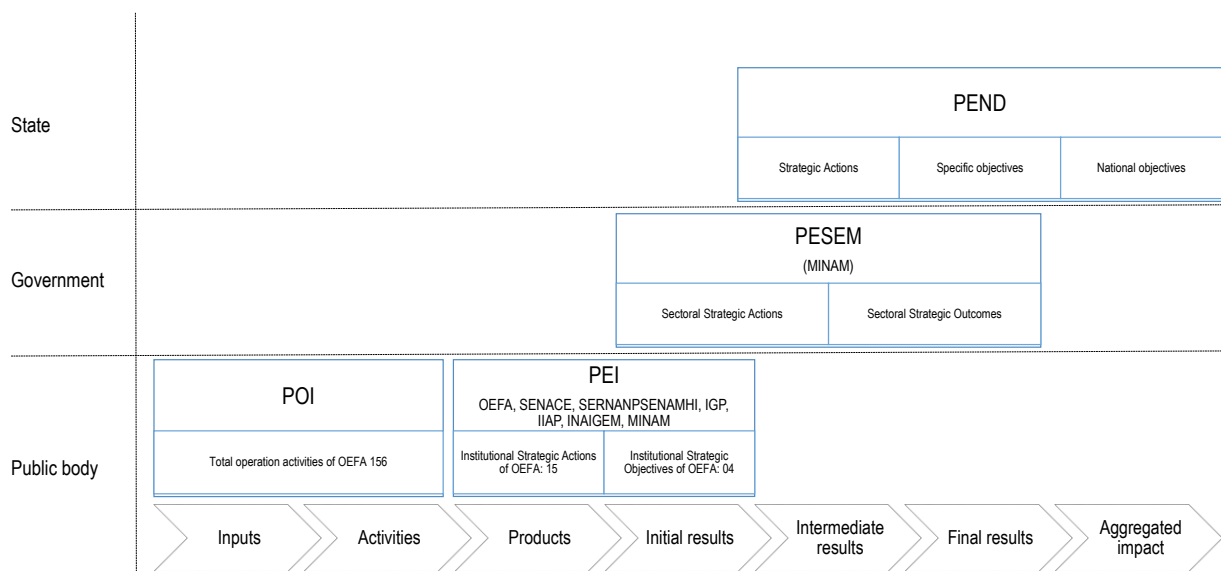 PEND
State
Strategic Actions
Specific objectives
National objectives
PESEM
(MINAM)
Government
Sectoral Strategic Actions
Sectoral Strategic Outcomes
POI
PEI
OEFA, SENACE, SERNANPSENAMHI, IGP,
IIAP, INAIGEM, MINAM
Public body
Total operation activities of OEFA 156
Institutional Strategic Actions
of OEFA: 15
Institutional Strategic
Objectives of OEFA: 04
Inputs
Activities
Products
Initial results
Intermediate
results
Final results
Aggregated
impact